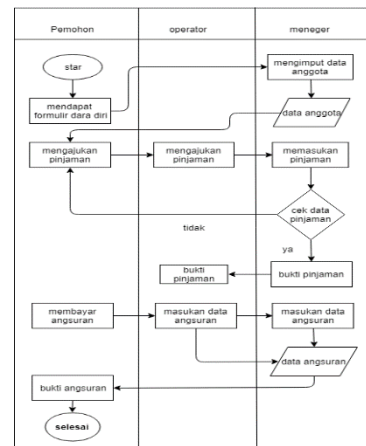 Pemohon
operator
meneger
star
mengimput data
anggota
mendapat
formulir dara diri
data anggota
mengajukan
pinjaman
mengajukan
pinjaman
memasukan
pinjaman
cek data
pinjaman
tidak
ya
bukti
pinjaman
bukti pinjaman
membayar
angsuran
masukan data
angsuran
masukan data
angsuran
data angsuran
bukti angsuran
selesai